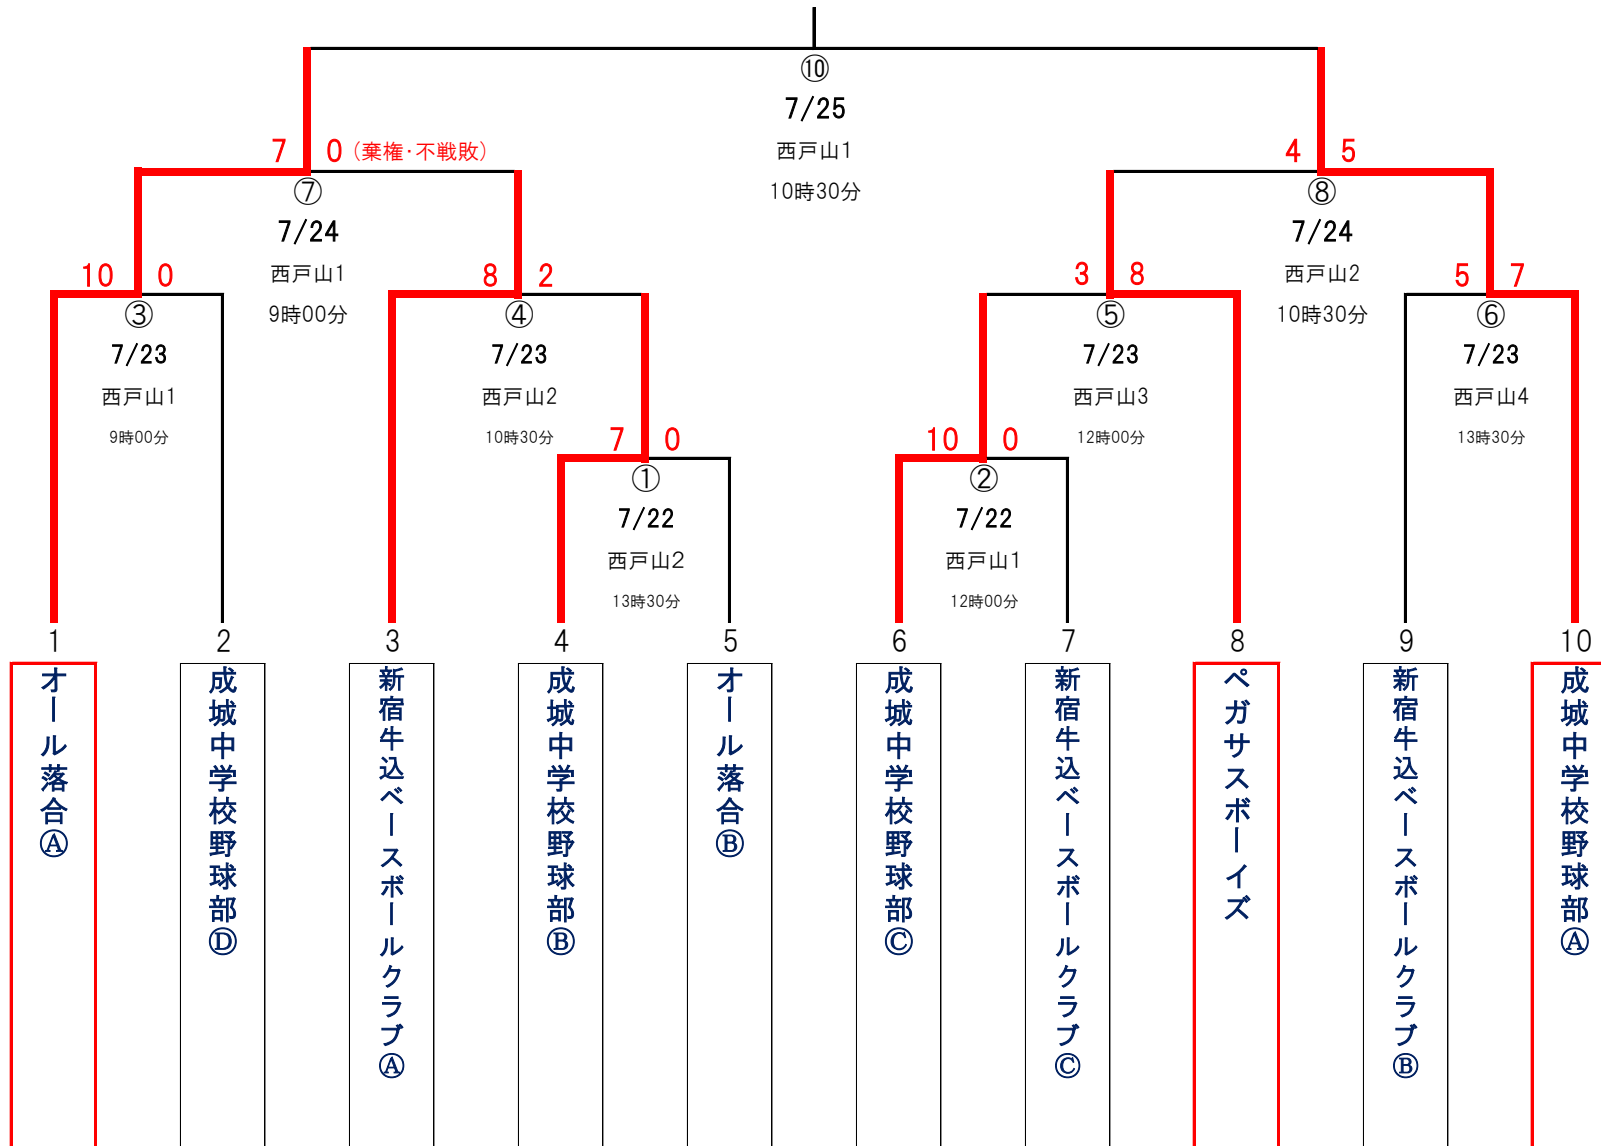 ⑩
7/25
西戸山1
10時30分
7 0 (棄権・不戦敗)
⑦
7/24
西戸山1
9時00分
4 5
⑧
7/24
西戸山2
10時30分
10 0
③
7/23
西戸山1
9時00分
8 2
④
7/23
西戸山2
10時30分
3 8
⑤
7/23
西戸山3
12時00分
5 7
⑥
7/23
西戸山4
13時30分
7 0
①
7/22
西戸山2
13時30分
10 0
②
7/22
西戸山1
12時00分
1 2 3 4 5 6 7 8 9 10
オール落合Ⓐ
成城中学校野球部Ⓓ
新宿牛込ベースボールクラブⒶ
成城中学校野球部Ⓑ
オール落合Ⓑ
成城中学校野球部Ⓒ
新宿牛込ベースボールクラブⒸ
ペガサスボーイズ
新宿牛込ベースボールクラブⒷ
成城中学校野球部Ⓐ